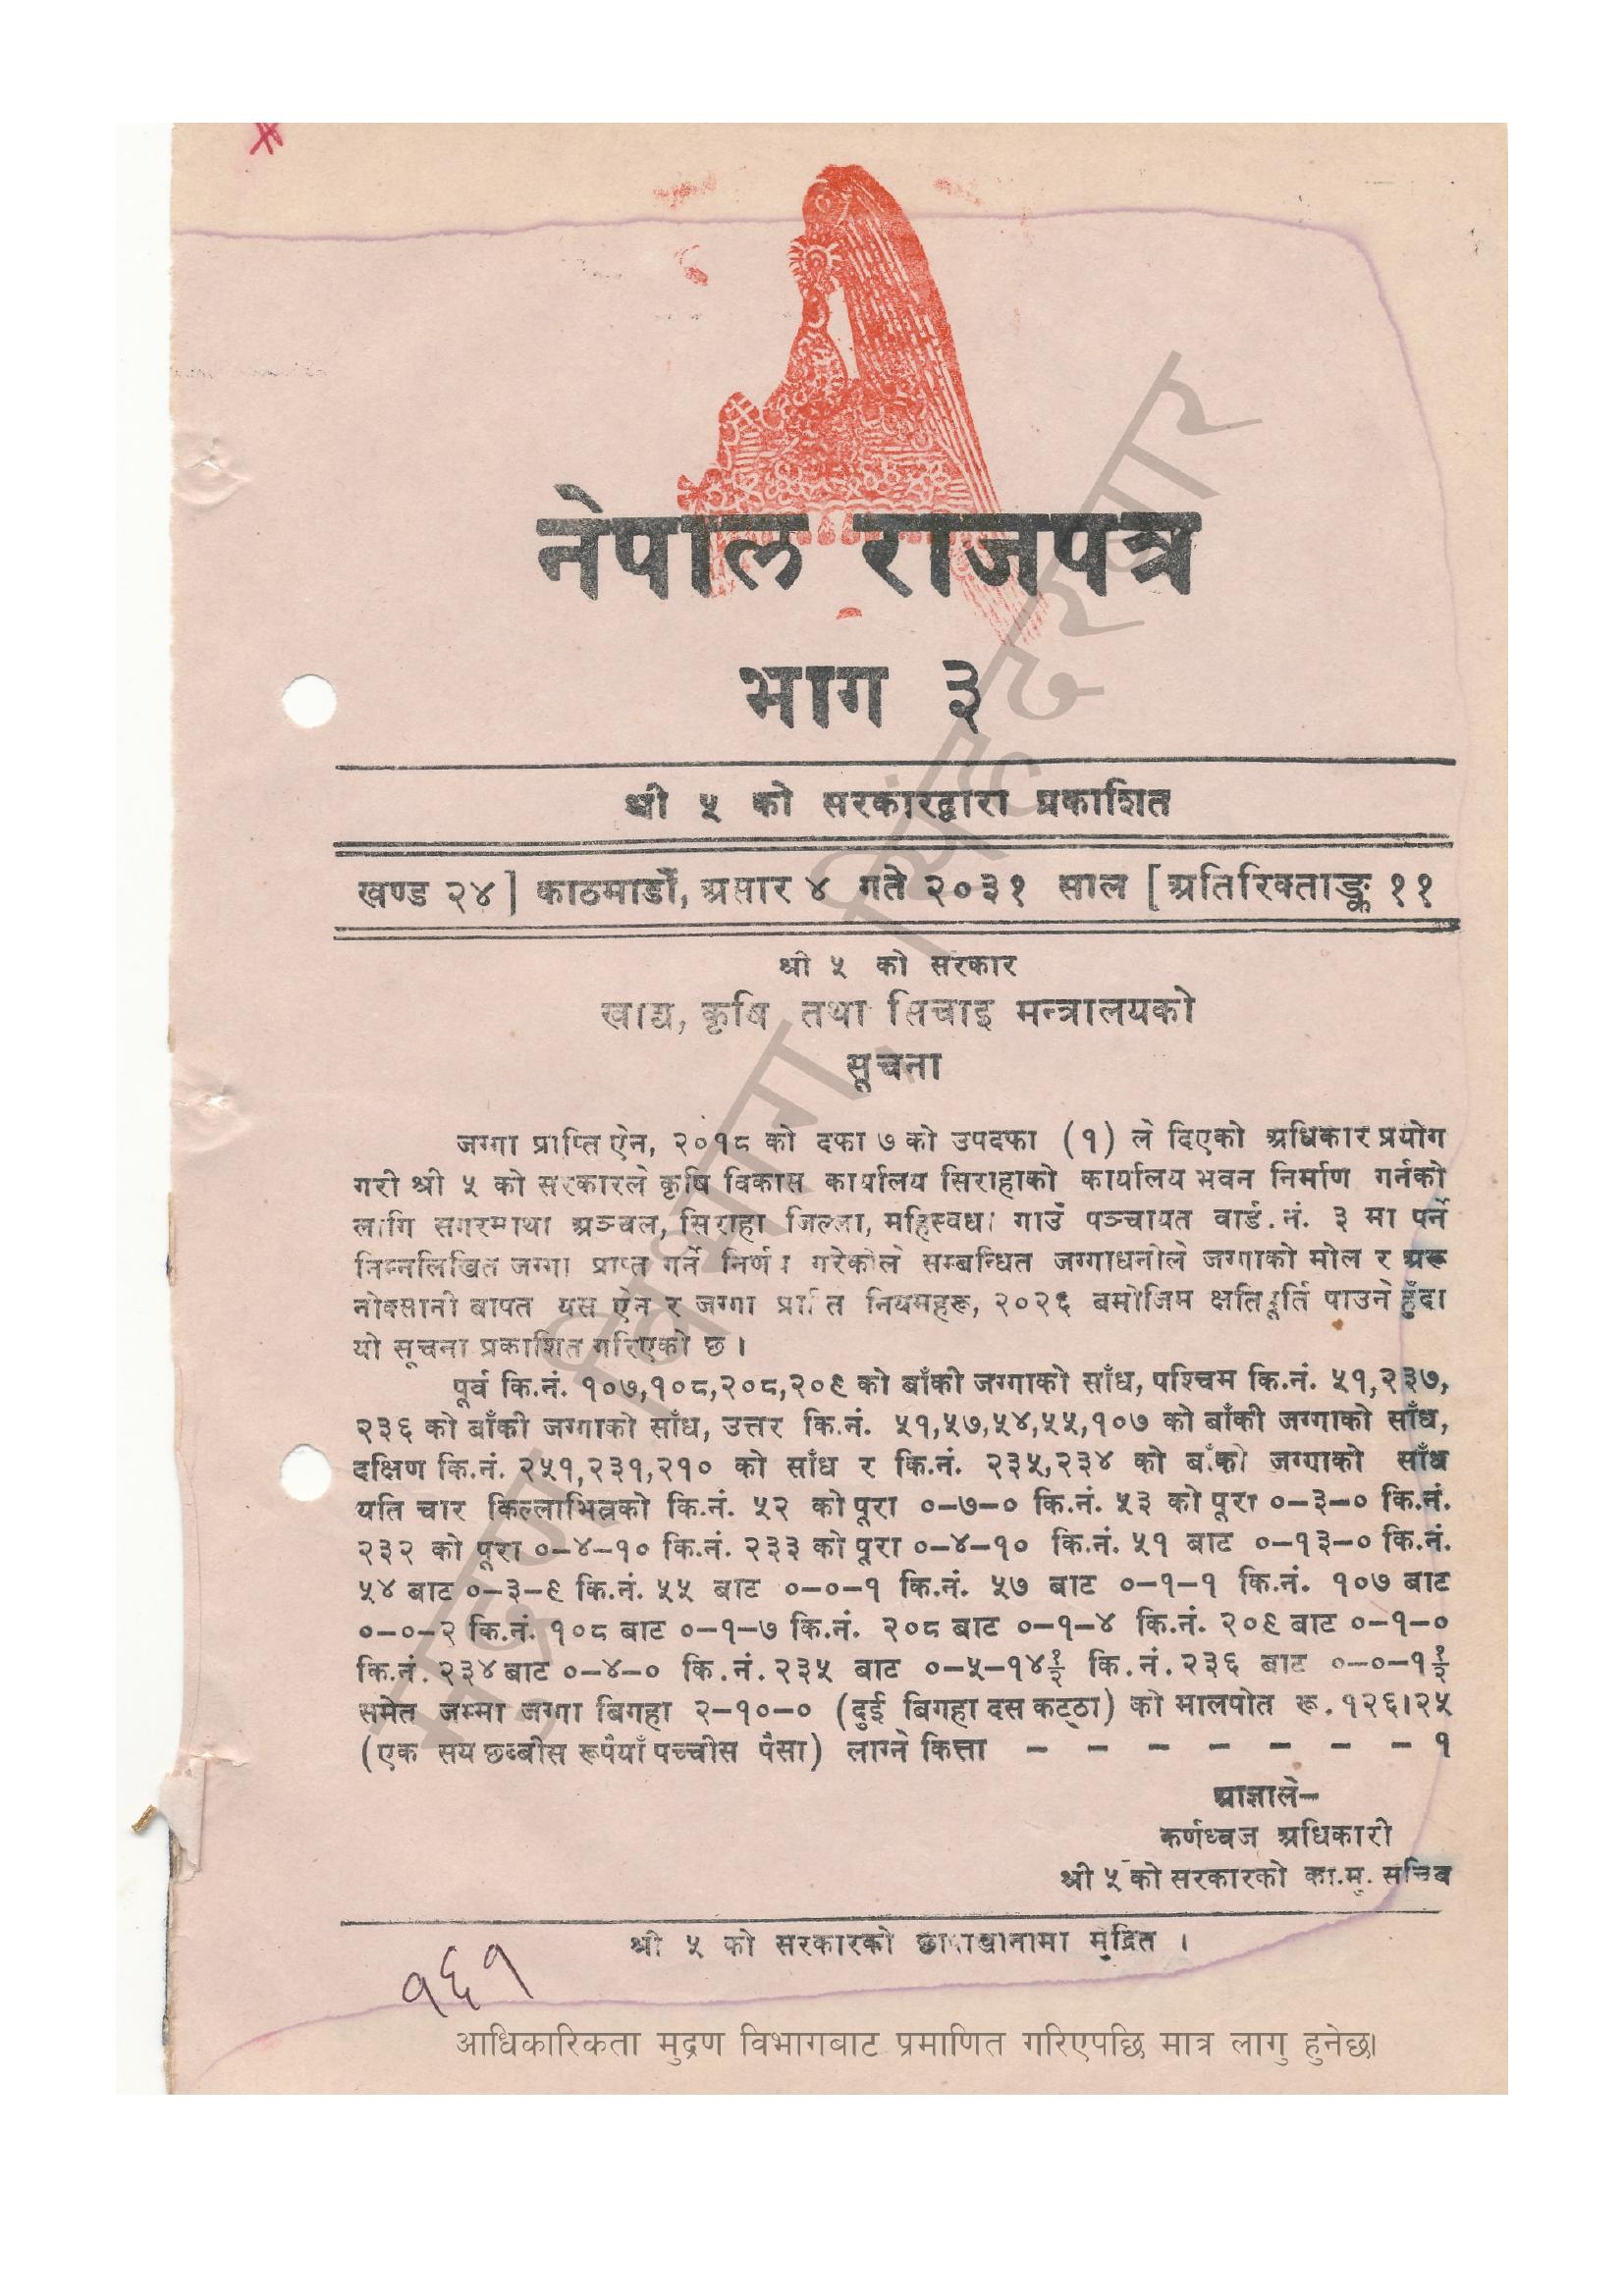 नेपाल राजपत्र
भाग ३
श्री ५ को सरकारद्वारा प्रकाशित
खण्ड २४] काठमाडौं, असार ४ गते २०३१ साल [अतिरिक्ताङ्क ११
श्री ५ को सरकार
खाद्य, कृषि तथा सिचाइ मन्त्रालयको
सूचना
जग्गा प्राप्ति ऐन, २०१८ को दफा ७ को उपदफा (१) ले दिएको अधिकार प्रयोग
गरी श्री ५ को सरकारले कृषि विकास कार्यालय सिराहाको कार्यालय भवन निर्माण गर्नको
लागि सगरमाथा अञ्चल, सिराहा जिल्ला, महिस्वधा गाउँ पञ्चायत वार्ड.नं. ३ मा पर्ने
निम्नलिखित जग्गा प्राप्त गर्ने निर्णय गरेकोले सम्बन्धित जग्गाधनीले जग्गाको मोल र अरू
नोक्सानी बापत यस ऐन र जग्गा प्राप्ति नियमहरू, २०२६ बमोजिम क्षतिपूर्ति पाउने हुँदा
यो सूचना प्रकाशित गरिएको छ।
पूर्व कि.नं. १०७,१०८,२०८,२०९ को बाँकी जग्गाको साँध, पश्चिम कि.नं. ५१,२३७,
२३६ को बाँकी जग्गाको साँध, उत्तर कि.नं. ५१,५७,५४,५५,१०७ को बाँकी जग्गाको साँध,
दक्षिण कि.नं. २५१,२३१,२१० को साँध र कि.नं. २३५,२३४ को बाँकी जग्गाको साँध
यति चार किल्लाभित्रको कि.नं. ५२ को पूरा ०–७–० कि.नं. ५३ को पूरा ०–३–० कि.नं.
२३२ को पूरा ०–४–१० कि.नं. २३३ को पूरा ०–४–१० कि.नं. ५१ बाट ०–१३–० कि.नं.
५४ बाट ०–३–९ कि.नं. ५५ बाट ०–०–१ कि.नं. ५७ बाट ०–१–१ कि.नं. १०७ बाट
०–०–२ कि.नं. १०८ बाट ०–१–७ कि.नं. २०८ बाट ०–१–४ कि.नं. २०९ बाट ०–१–०
कि.नं. २३४ बाट ०–४–० कि.नं. २३५ बाट ०–५–१४१/२ कि.नं. २३६ बाट ०–०–११/२
समेत जम्मा जग्गा बिगहा २–१०–० (दुई बिगहा दस कट्ठा) को मालपोत रू.१२६।२५
(एक सय छब्बीस रूपैयाँ पच्चीस पैसा) लाग्ने कित्ता – – – – – – – १
आज्ञाले–
कर्णध्वज अधिकारी
श्री ५ को सरकारको का.मु. सचिव
श्री ५ को सरकारको छापाखानामा मुद्रित ।
१६१
आधिकारिकता मुद्रण विभागबाट प्रमाणित गरिएपछि मात्र लागु हुनेछ।
मुद्रण विभाग, सिंहदरवार